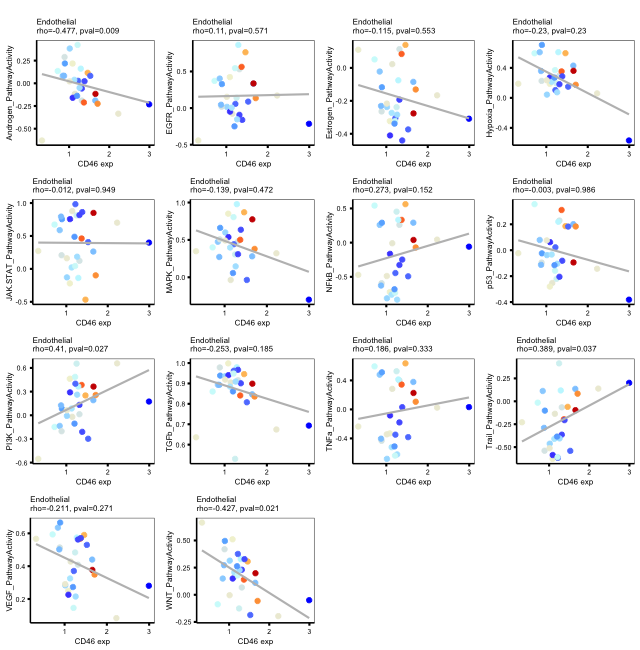 Endothelial
rho=-0.477, pval=0.009
Androgen_PathwayActivity
0.25
0.00
-0.25
-0.50
1 2 3
CD46 exp
Endothelial
rho=0.11, pval=0.571
EGFR_PathwayActivity
0.5
0.0
-0.5
1 2 3
CD46 exp
Endothelial
rho=-0.115, pval=0.553
Estrogen_PathwayActivity
0.0
-0.2
-0.4
1 2 3
CD46 exp
Endothelial
rho=-0.23, pval=0.23
Hypoxia_PathwayActivity
0.4
0.0
-0.4
1 2 3
CD46 exp
Endothelial
rho=-0.012, pval=0.949
JAK.STAT_PathwayActivity
1.0
0.5
0.0
-0.5
1 2 3
CD46 exp
Endothelial
rho=-0.139, pval=0.472
MAPK_PathwayActivity
1.0
0.5
0.0
1 2 3
CD46 exp
Endothelial
rho=0.273, pval=0.152
NFkB_PathwayActivity
0.5
0.0
-0.5
1 2 3
CD46 exp
Endothelial
rho=-0.003, pval=0.986
p53_PathwayActivity
0.2
0.0
-0.2
-0.4
1 2 3
CD46 exp
Endothelial
rho=0.41, pval=0.027
PI3K_PathwayActivity
0.6
0.3
0.0
-0.3
-0.6
1 2 3
CD46 exp
Endothelial
rho=-0.253, pval=0.185
TGFb_PathwayActivity
1.0
0.9
0.8
0.7
0.6
1 2 3
CD46 exp
Endothelial
rho=0.186, pval=0.333
TNFa_PathwayActivity
0.4
0.0
-0.4
1 2 3
CD46 exp
Endothelial
rho=0.389, pval=0.037
Trail_PathwayActivity
0.25
0.00
-0.25
-0.50
1 2 3
CD46 exp
Endothelial
rho=-0.211, pval=0.271
VEGF_PathwayActivity
0.6
0.4
0.2
1 2 3
CD46 exp
Endothelial
rho=-0.427, pval=0.021
WNT_PathwayActivity
0.50
0.25
0.00
-0.25
1 2 3
CD46 exp